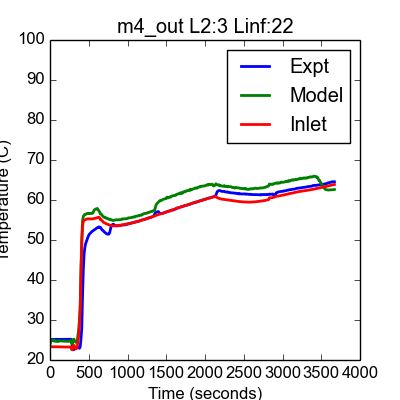 m4_out L2:3 Linf:22
Expt
Model
Inlet
100
90
80
70
60
50
40
30
20
Temperature (C)
0 500 1000 1500 2000 2500 3000 3500 4000
Time (seconds)